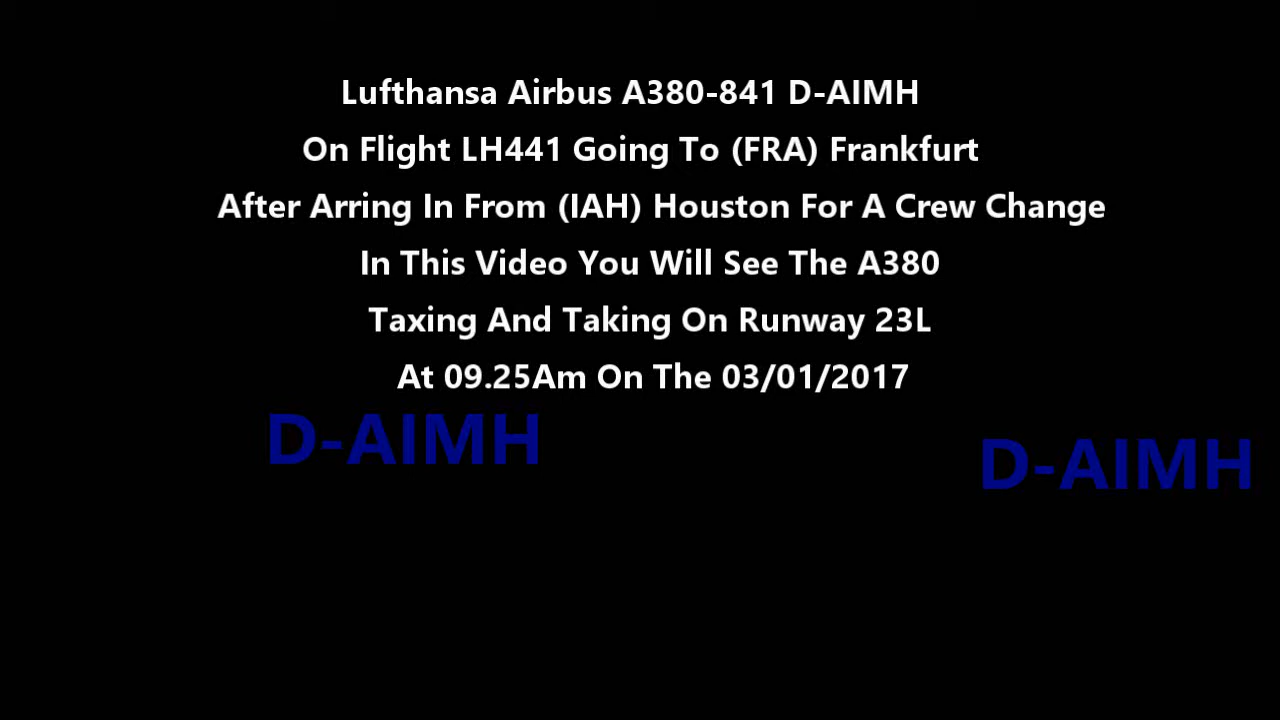 Lufthansa Airbus A380-841 D-AIMH
On Flight LH441 Going To (FRA) Frankfurt
After Arring In From (IAH) Houston For A Crew Change
In This Video You Will See The A380
Taxing And Taking On Runway 23L
At 09.25Am On The 03/01/2017
D-AIMH
D-AIMH